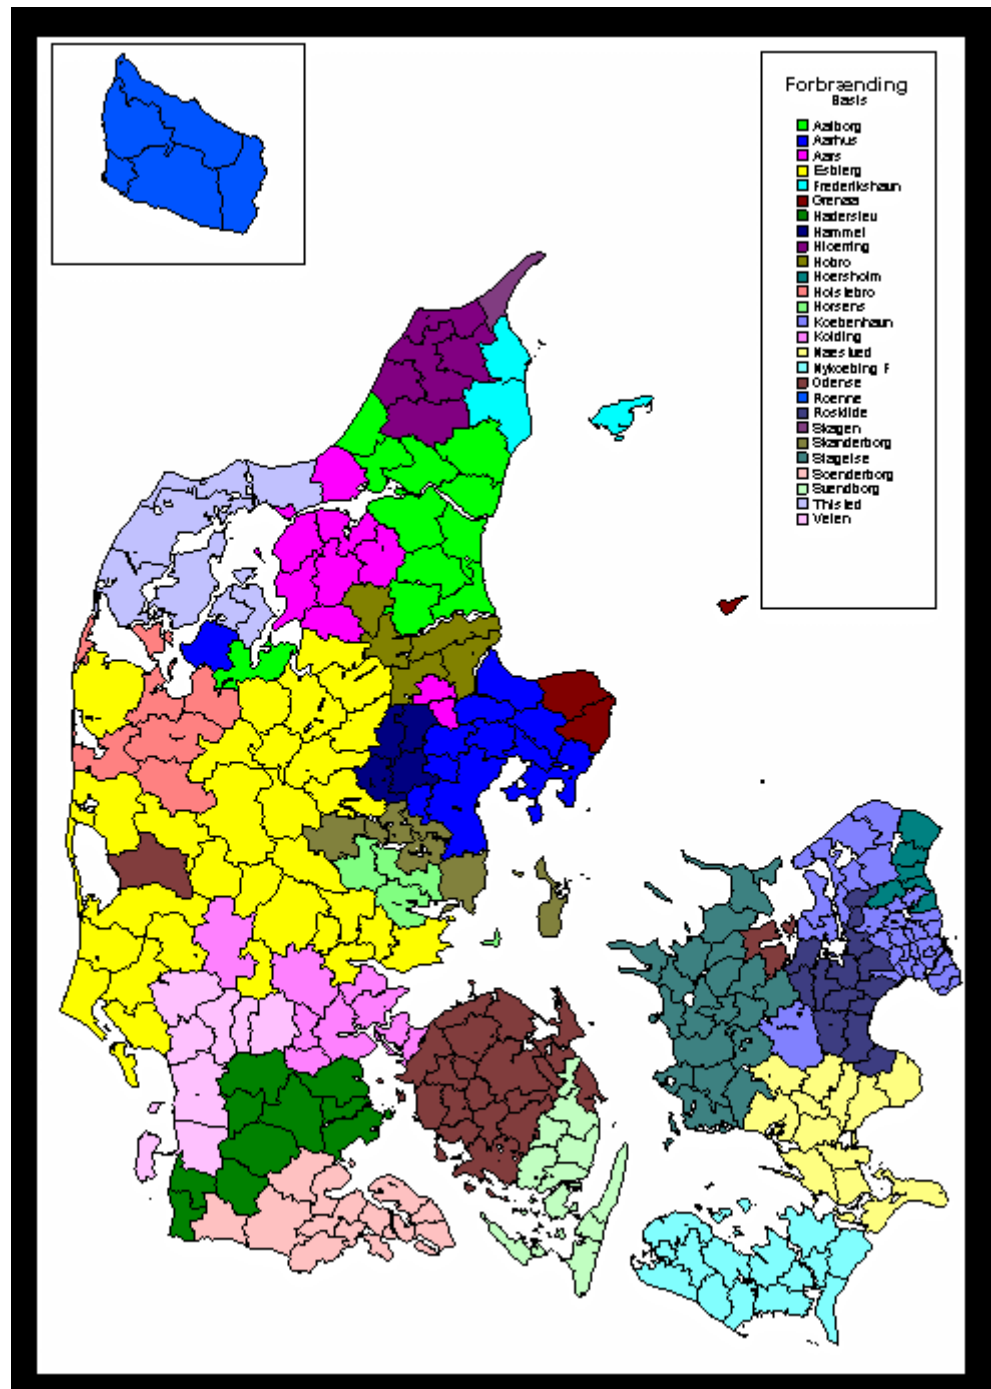 Forbrænding
Basis
Aalborg
Aarhus
Aars
Esbjerg
Frederikshavn
Grenaa
Haderslev
Hammel
Hjoerring
Hobro
Hoersholm
Holstebro
Horsens
Koebenhavn
Kolding
Naestved
Nykoebing F
Odense
Roenne
Roskilde
Skagen
Skanderborg
Slagelse
Soenderborg
Svendborg
Thisted
Vejen